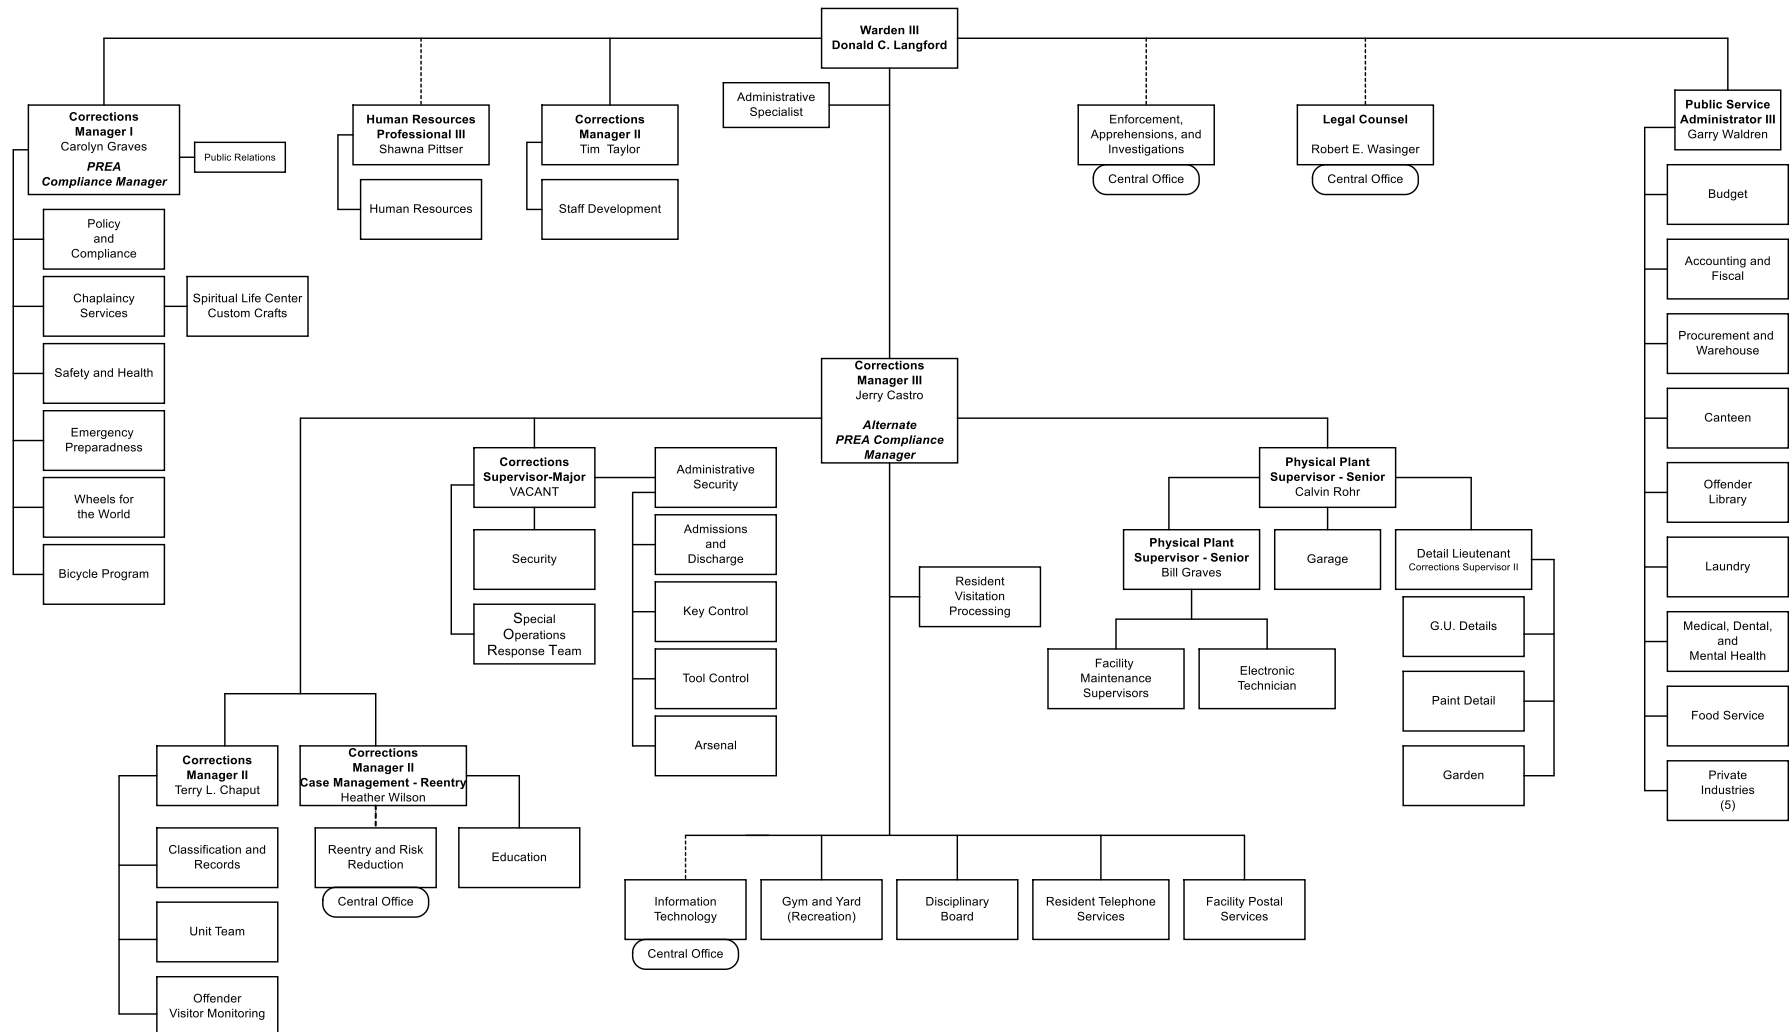 Warden III
Donald C. Langford
Administrative
Specialist
Corrections
Manager I
Carolyn Graves
PREA
Compliance Manager
Public Relations
Policy
and
Compliance
Chaplaincy
Services
Spiritual Life Center
Custom Crafts
Safety and Health
Emergency
Preparadness
Wheels for
the World
Bicycle Program
Human Resources
Professional III
Shawna Pittser
Human Resources
Corrections
Manager II
Tim Taylor
Staff Development
Enforcement,
Apprehensions, and
Investigations
Central Office
Legal Counsel
Robert E. Wasinger
Central Office
Public Service
Administrator III
Garry Waldren
Budget
Accounting and
Fiscal
Procurement and
Warehouse
Canteen
Offender
Library
Laundry
Medical, Dental,
and
Mental Health
Food Service
Private
Industries
(5)
Corrections
Manager III
Jerry Castro
Alternate
PREA Compliance
Manager
Corrections
Supervisor-Major
VACANT
Security
Special
Operations
Response Team
Administrative
Security
Admissions
and
Discharge
Key Control
Tool Control
Arsenal
Resident
Visitation
Processing
Physical Plant
Supervisor - Senior
Calvin Rohr
Physical Plant
Supervisor - Senior
Bill Graves
Garage
Detail Lieutenant
Corrections Supervisor II
Facility
Maintenance
Supervisors
Electronic
Technician
G.U. Details
Paint Detail
Garden
Corrections
Manager II
Terry L. Chaput
Classification and
Records
Unit Team
Offender
Visitor Monitoring
Corrections
Manager II
Case Management - Reentry
Heather Wilson
Reentry and Risk
Reduction
Central Office
Education
Information
Technology
Central Office
Gym and Yard
(Recreation)
Disciplinary
Board
Resident Telephone
Services
Facility Postal
Services